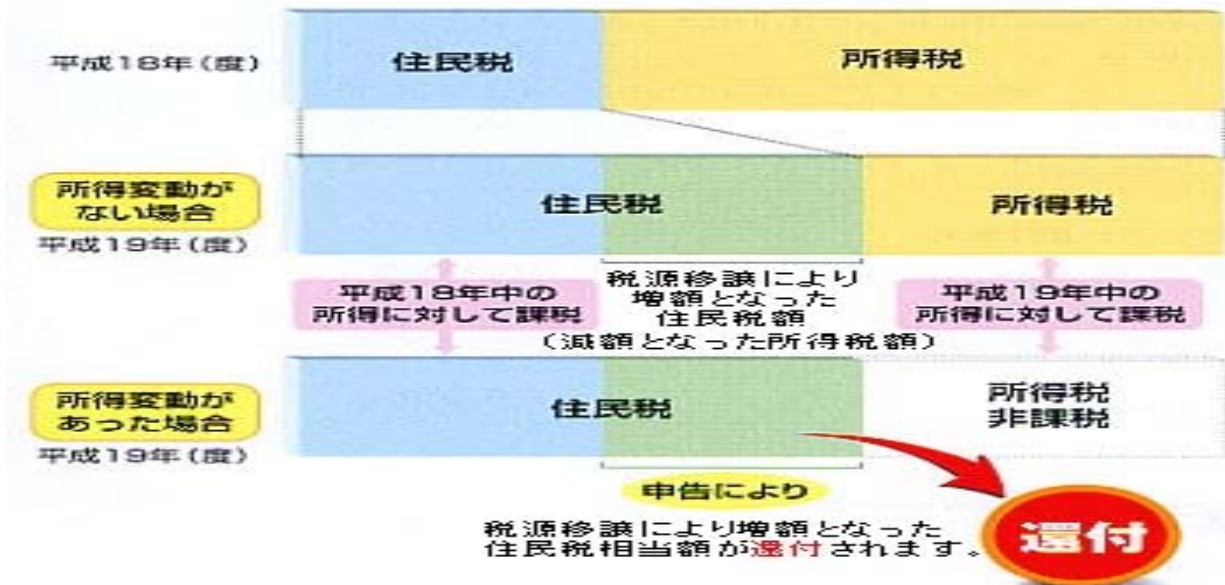 平成18年(度)
住民税
所得税
所得変動が
ない場合
平成19年(度)
住民税
所得税
平成18年中の
所得に対して課税
税源移譲により
増額となった
住民税額
(減額となった所得税額)
平成19年中の
所得に対して課税
所得変動が
あった場合
平成19年(度)
住民税
所得税
非課税
申告により
税源移譲により増額となった
住民税相当額が還付されます。
還付